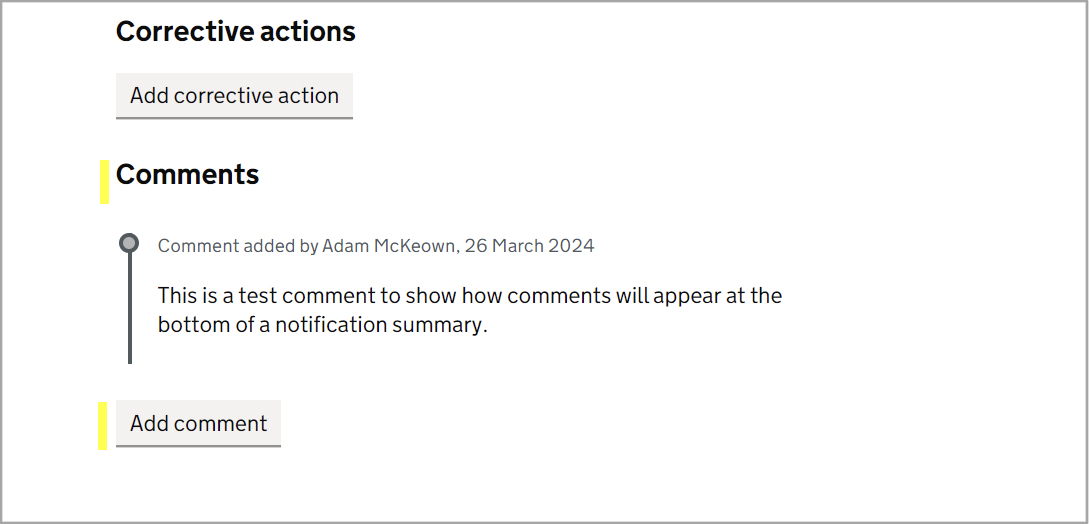 Corrective actions
Add corrective action
Comments
Comment added by Adam McKeown, 26 March 2024
This is a test comment to show how comments will appear at the
bottom of a notification summary.
Add comment